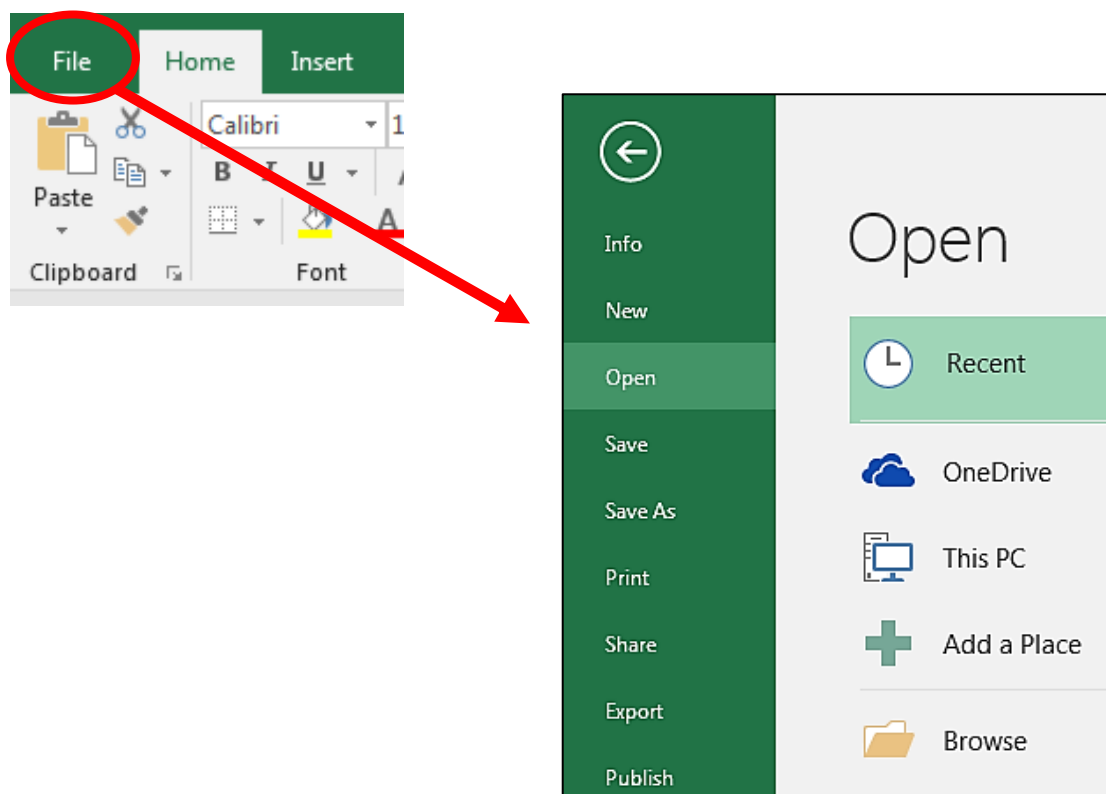 File Home Insert
Calibri 1
B I U
Paste
A
Clipboard Font
Info
New
Open
Save
Save As
Print
Share
Export
Publish
Open
Recent
OneDrive
This PC
Add a Place
Browse